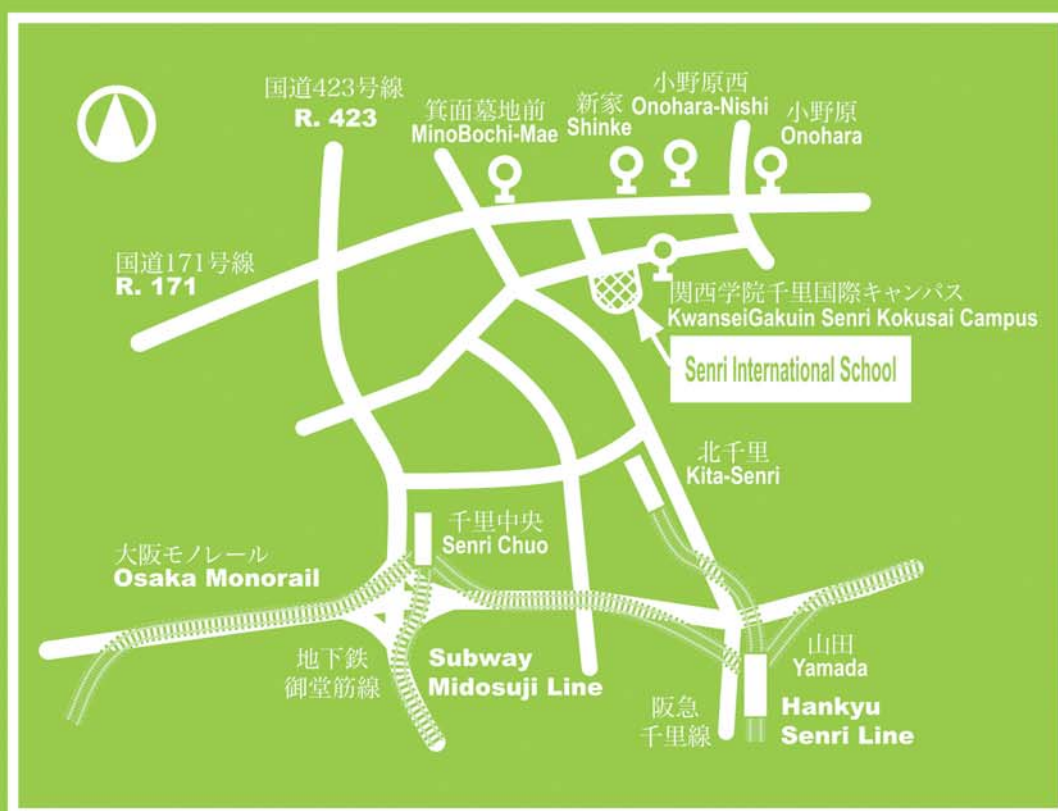 国道423号線
R. 423
箕面墓地前
MinoBochi-Mae
新家
Shinke
小野原西
Onohara-Nishi
小野原
Onohara
国道171号線
R. 171
関西学院千里国際キャンパス
KwanseiGakuin Senri Kokusai Campus
Senri International School
北千里
Kita-Senri
千里中央
Senri Chuo
大阪モノレール
Osaka Monorail
地下鉄
御堂筋線
Subway
Midosuji Line
山田
Yamada
阪急
千里線
Hankyu
Senri Line